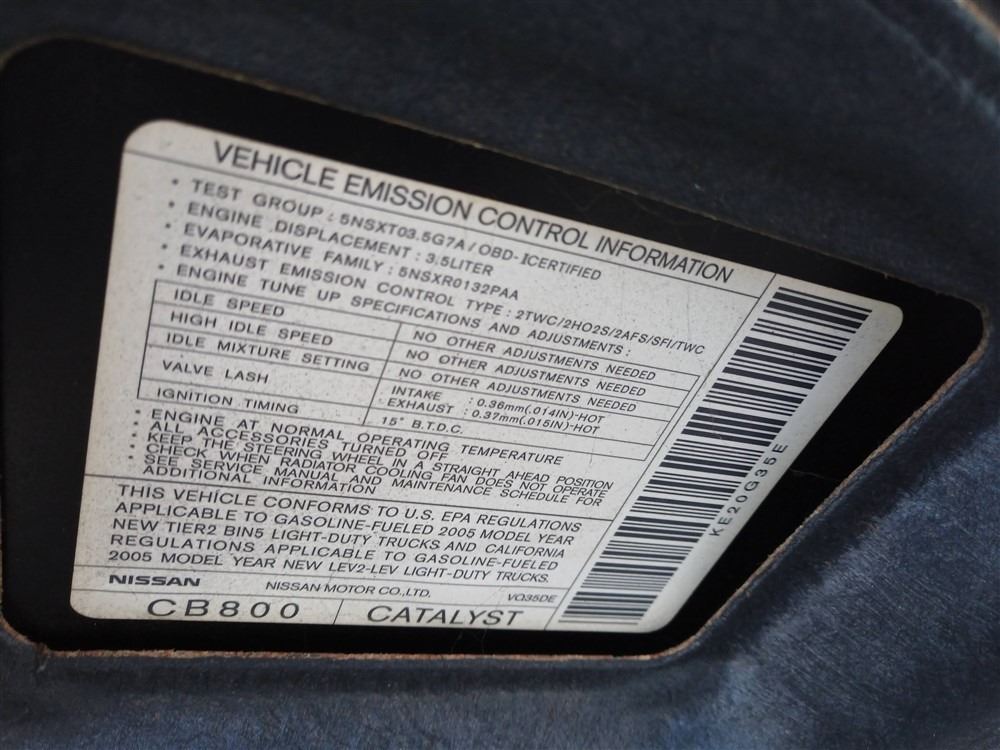 VEHICLE EMISSION CONTROL INFORMATION
• TEST GROUP : 5NSXT03.5G7A / OBD-II CERTIFIED
• ENGINE DISPLACEMENT : 3.5LITER
• EVAPORATIVE FAMILY : 5NSXR0132PAA
• EXHAUST EMISSION CONTROL TYPE : 2TWC/2HO2S/2AFS/SFI/TWC
• ENGINE TUNE UP SPECIFICATIONS AND ADJUSTMENTS :
IDLE SPEED NO OTHER ADJUSTMENTS NEEDED
HIGH IDLE SPEED NO OTHER ADJUSTMENTS NEEDED
IDLE MIXTURE SETTING NO OTHER ADJUSTMENTS NEEDED
VALVE LASH INTAKE : 0.36mm(.014IN)-HOT
EXHAUST : 0.37mm(.015IN)-HOT
IGNITION TIMING 15° B.T.D.C.
• ENGINE AT NORMAL OPERATING TEMPERATURE
• ALL ACCESSORIES TURNED OFF
• KEEP THE STEERING WHEEL IN A STRAIGHT AHEAD POSITION
• CHECK WHEN RADIATOR COOLING FAN DOES NOT OPERATE
• SEE SERVICE MANUAL AND MAINTENANCE SCHEDULE FOR
ADDITIONAL INFORMATION
THIS VEHICLE CONFORMS TO U.S. EPA REGULATIONS
APPLICABLE TO GASOLINE-FUELED 2005 MODEL YEAR
NEW TIER2 BIN5 LIGHT-DUTY TRUCKS AND CALIFORNIA
REGULATIONS APPLICABLE TO GASOLINE-FUELED
2005 MODEL YEAR NEW LEV2-LEV LIGHT-DUTY TRUCKS.
NISSAN NISSAN MOTOR CO.,LTD. VQ35DE
CB800 CATALYST
KE20G35E